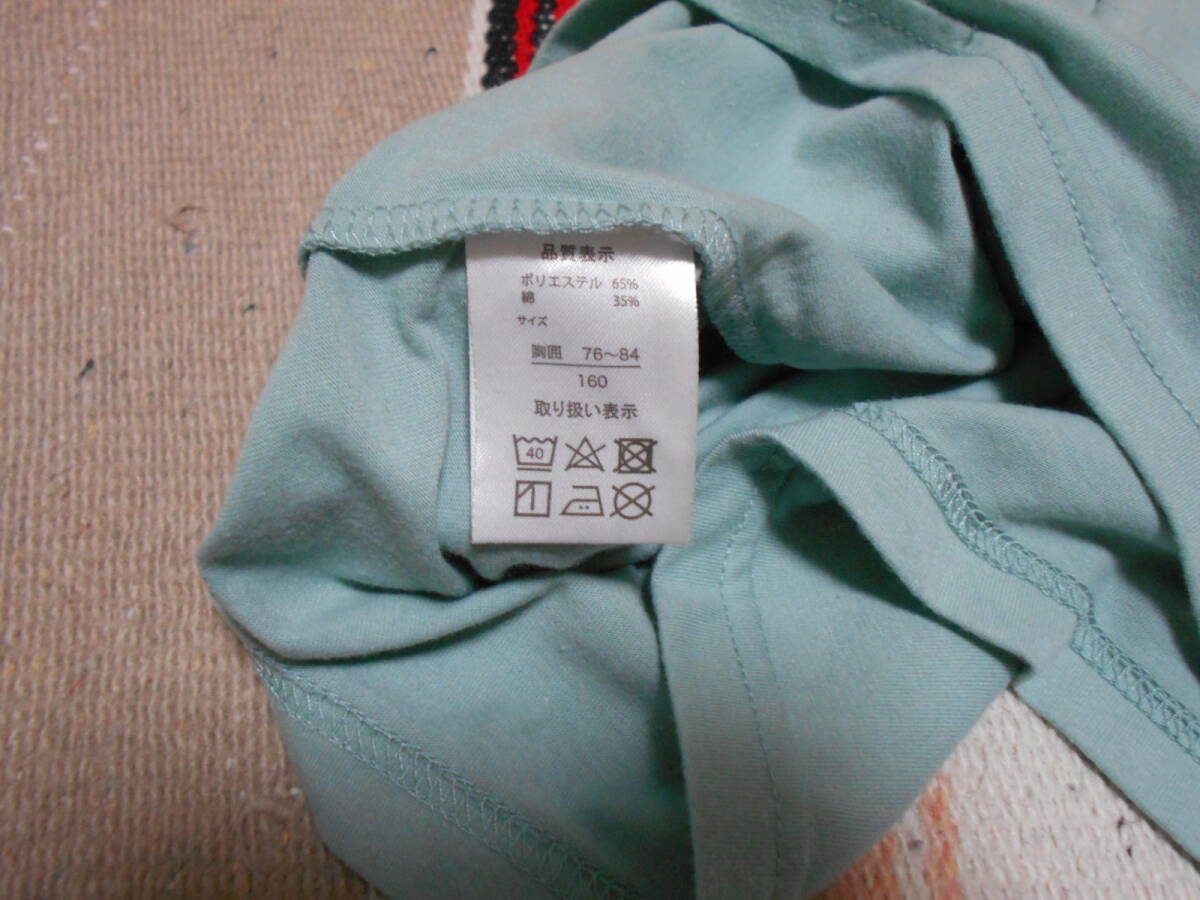 品質表示
ポリエステル 65%
綿 35%
サイズ
胸囲 76～84
160
取り扱い表示
40